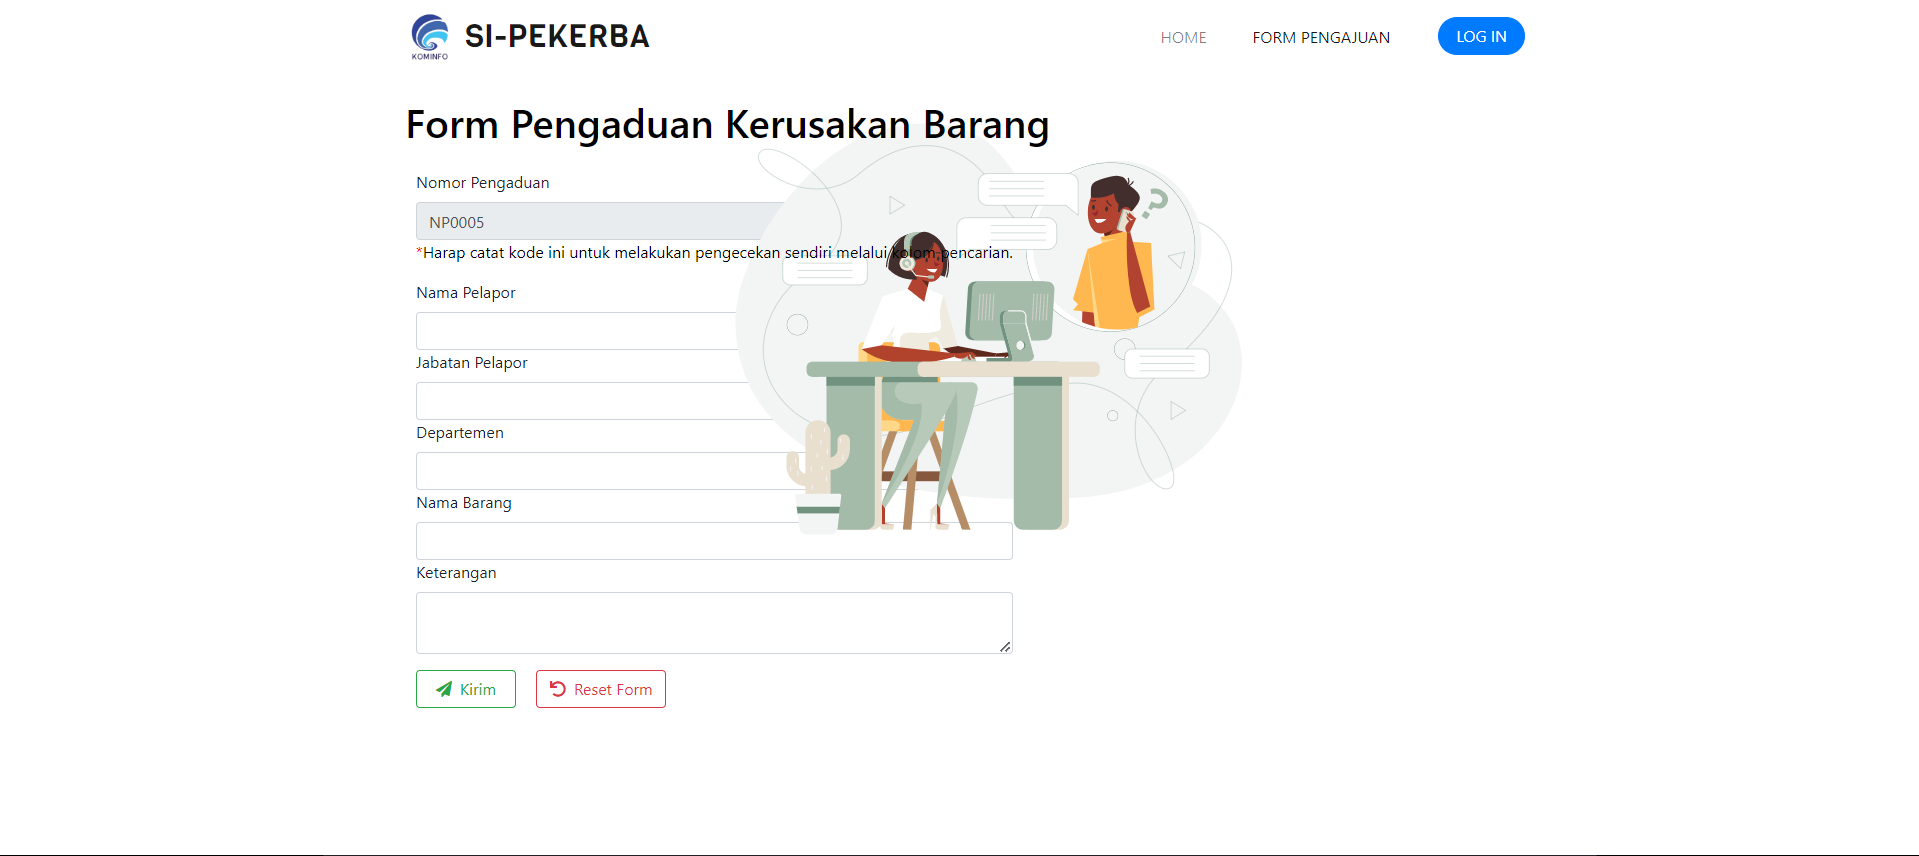 KOMINFO
SI-PEKERBA
HOME
FORM PENGAJUAN
LOG IN
Form Pengaduan Kerusakan Barang
Nomor Pengaduan
NP0005
*Harap catat kode ini untuk melakukan pengecekan sendiri melalui kolom pencarian.
Nama Pelapor
Jabatan Pelapor
Departemen
Nama Barang
Keterangan
Kirim
Reset Form